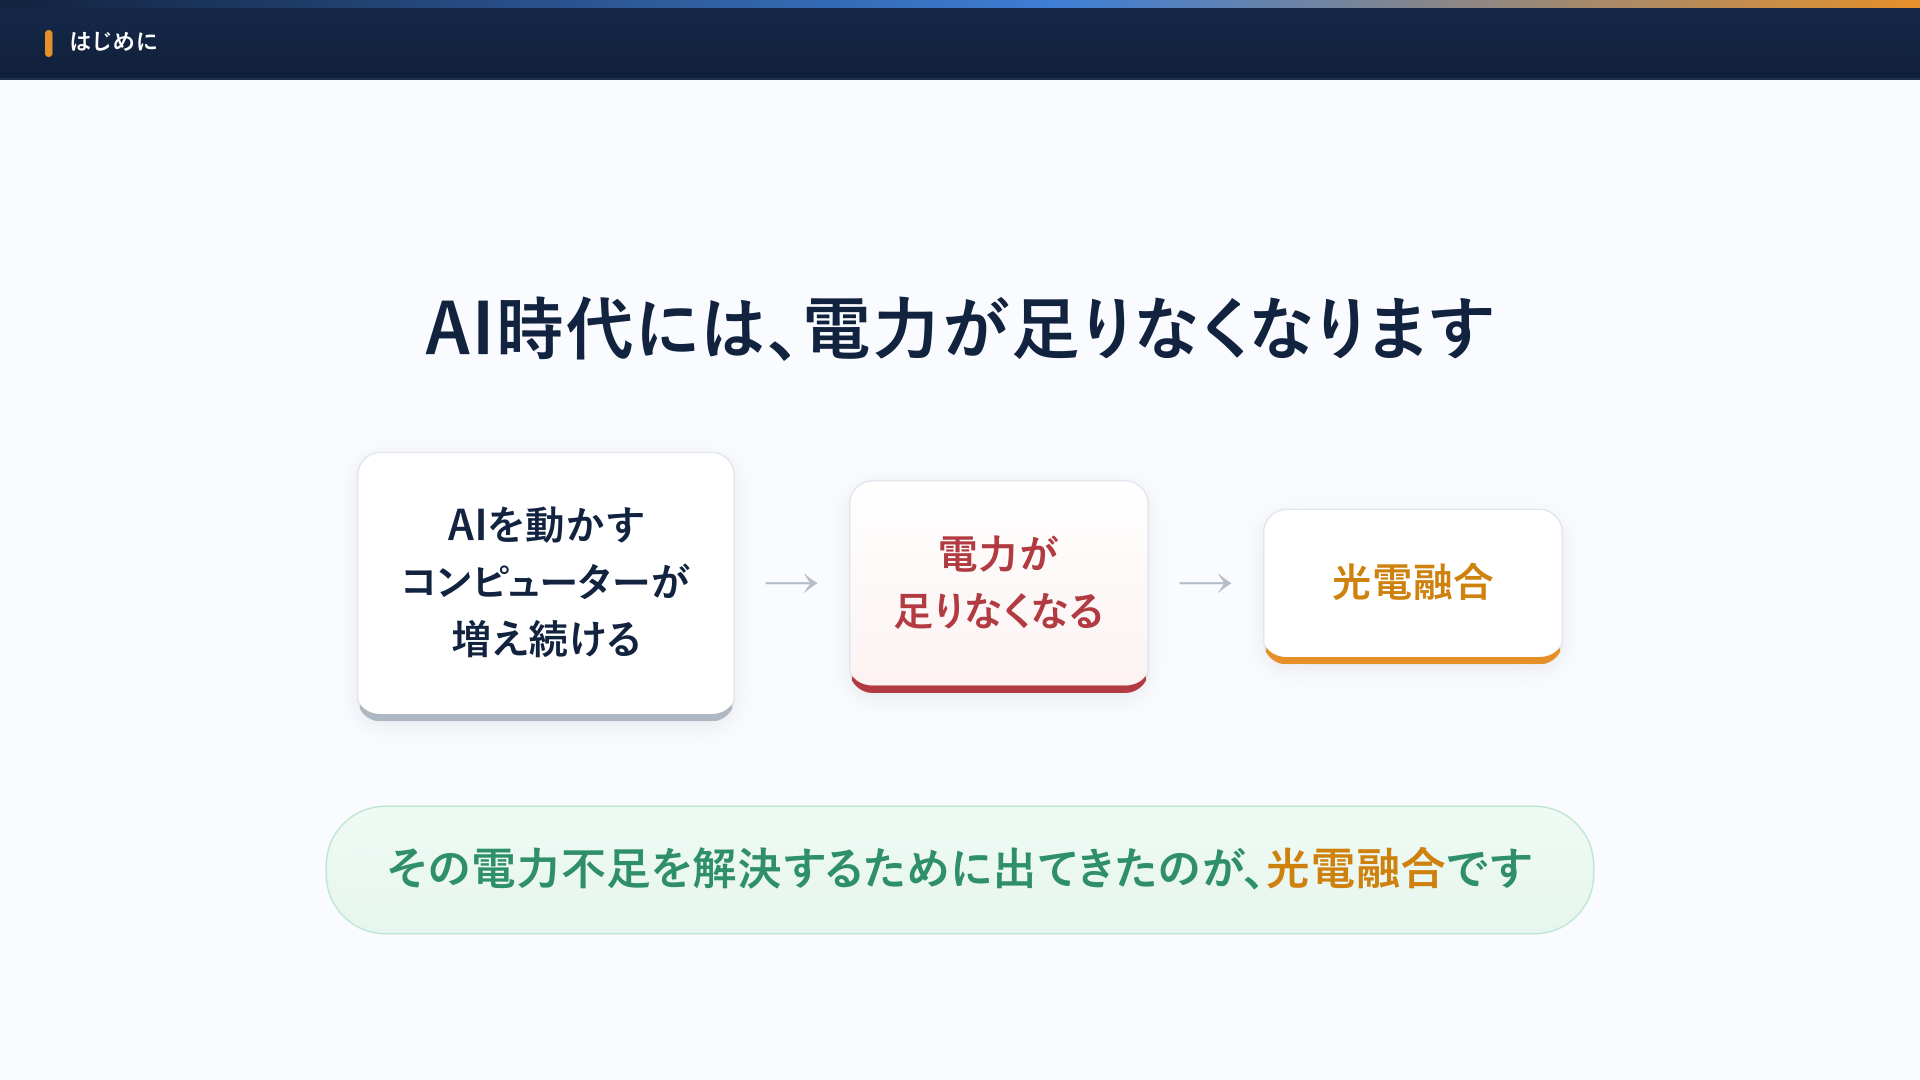 はじめに
AI時代には、電力が足りなくなります
AIを動かす
コンピューターが
増え続ける
電力が
足りなくなる
光電融合
その電力不足を解決するために出てきたのが、光電融合です